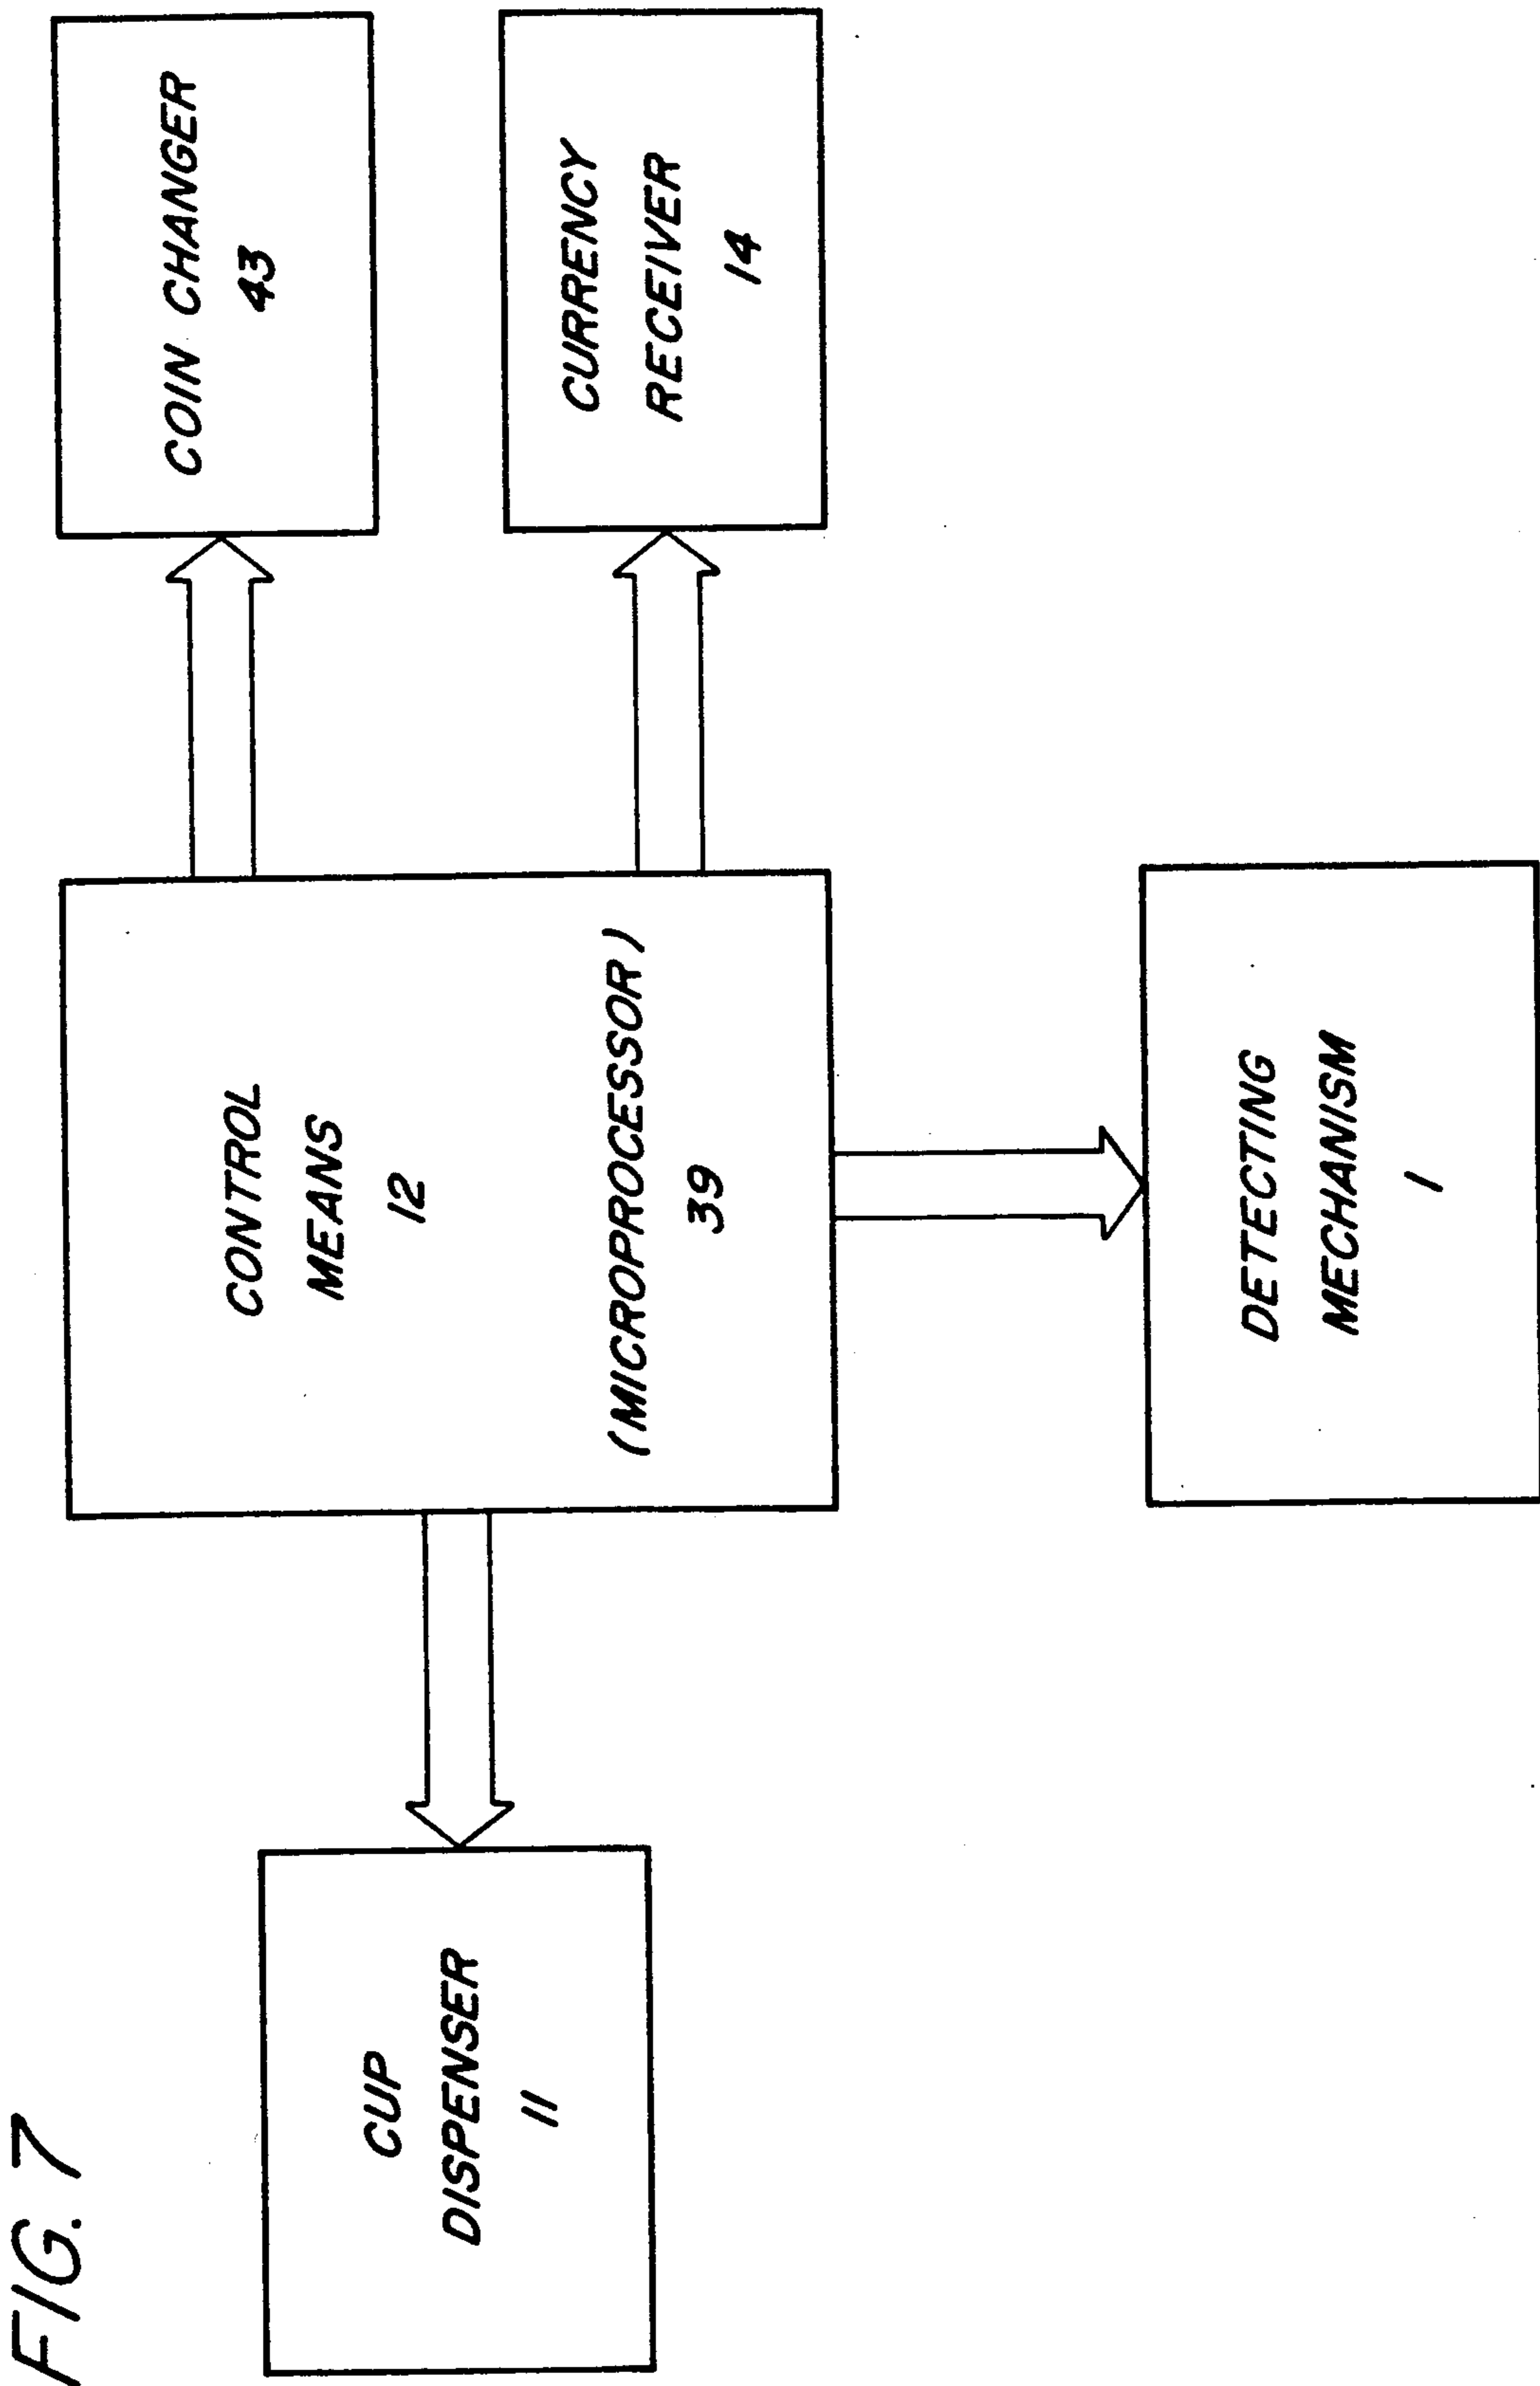 FIG. 7
CUP
DISPENSER
11
CONTROL
MEANS
12
(MICROPROCESSOR)
39
COIN CHANGER
43
CURRENCY
RECEIVER
14
DETECTING
MECHANISM
1